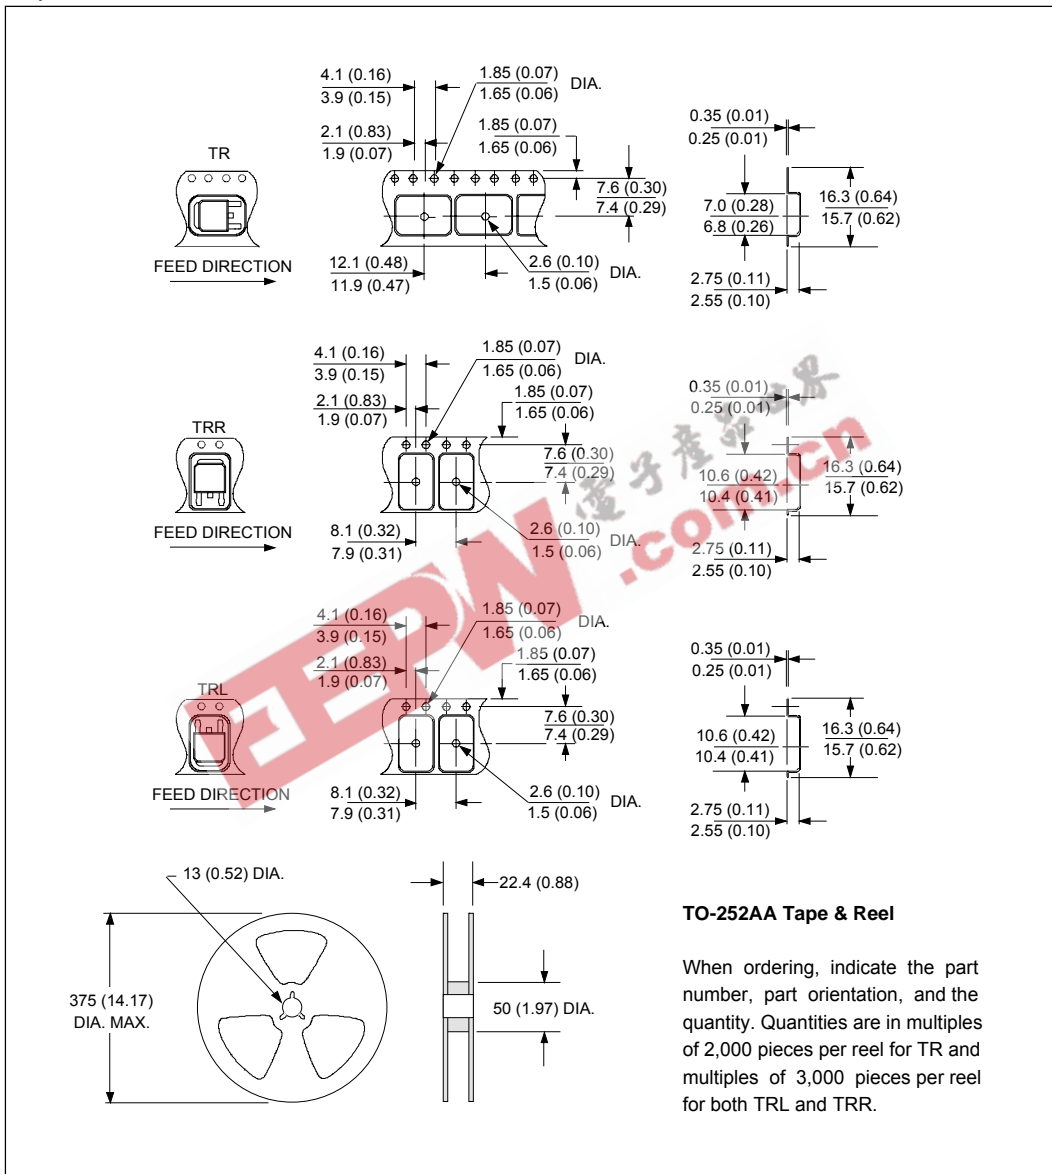 4.1 (0.16)
3.9 (0.15)
1.85 (0.07)
1.65 (0.06)
DIA.
2.1 (0.83)
1.9 (0.07)
1.85 (0.07)
1.65 (0.06)
TR
7.6 (0.30)
7.4 (0.29)
FEED DIRECTION
12.1 (0.48)
11.9 (0.47)
2.6 (0.10)
1.5 (0.06)
DIA.
0.35 (0.01)
0.25 (0.01)
7.0 (0.28)
6.8 (0.26)
16.3 (0.64)
15.7 (0.62)
2.75 (0.11)
2.55 (0.10)
4.1 (0.16)
3.9 (0.15)
1.85 (0.07)
1.65 (0.06)
DIA.
2.1 (0.83)
1.9 (0.07)
1.85 (0.07)
1.65 (0.06)
TRR
7.6 (0.30)
7.4 (0.29)
FEED DIRECTION
8.1 (0.32)
7.9 (0.31)
2.6 (0.10)
1.5 (0.06)
DIA.
0.35 (0.01)
0.25 (0.01)
10.6 (0.42)
10.4 (0.41)
16.3 (0.64)
15.7 (0.62)
2.75 (0.11)
2.55 (0.10)
EEPW
電子產品世界
.com.cn
4.1 (0.16)
3.9 (0.15)
1.85 (0.07)
1.65 (0.06)
DIA.
2.1 (0.83)
1.9 (0.07)
1.85 (0.07)
1.65 (0.06)
TRL
7.6 (0.30)
7.4 (0.29)
FEED DIRECTION
8.1 (0.32)
7.9 (0.31)
2.6 (0.10)
1.5 (0.06)
DIA.
0.35 (0.01)
0.25 (0.01)
10.6 (0.42)
10.4 (0.41)
16.3 (0.64)
15.7 (0.62)
2.75 (0.11)
2.55 (0.10)
13 (0.52) DIA.
22.4 (0.88)
375 (14.17)
DIA. MAX.
50 (1.97) DIA.
TO-252AA Tape & Reel
When ordering, indicate the part
number, part orientation, and the
quantity. Quantities are in multiples
of 2,000 pieces per reel for TR and
multiples of 3,000 pieces per reel
for both TRL and TRR.